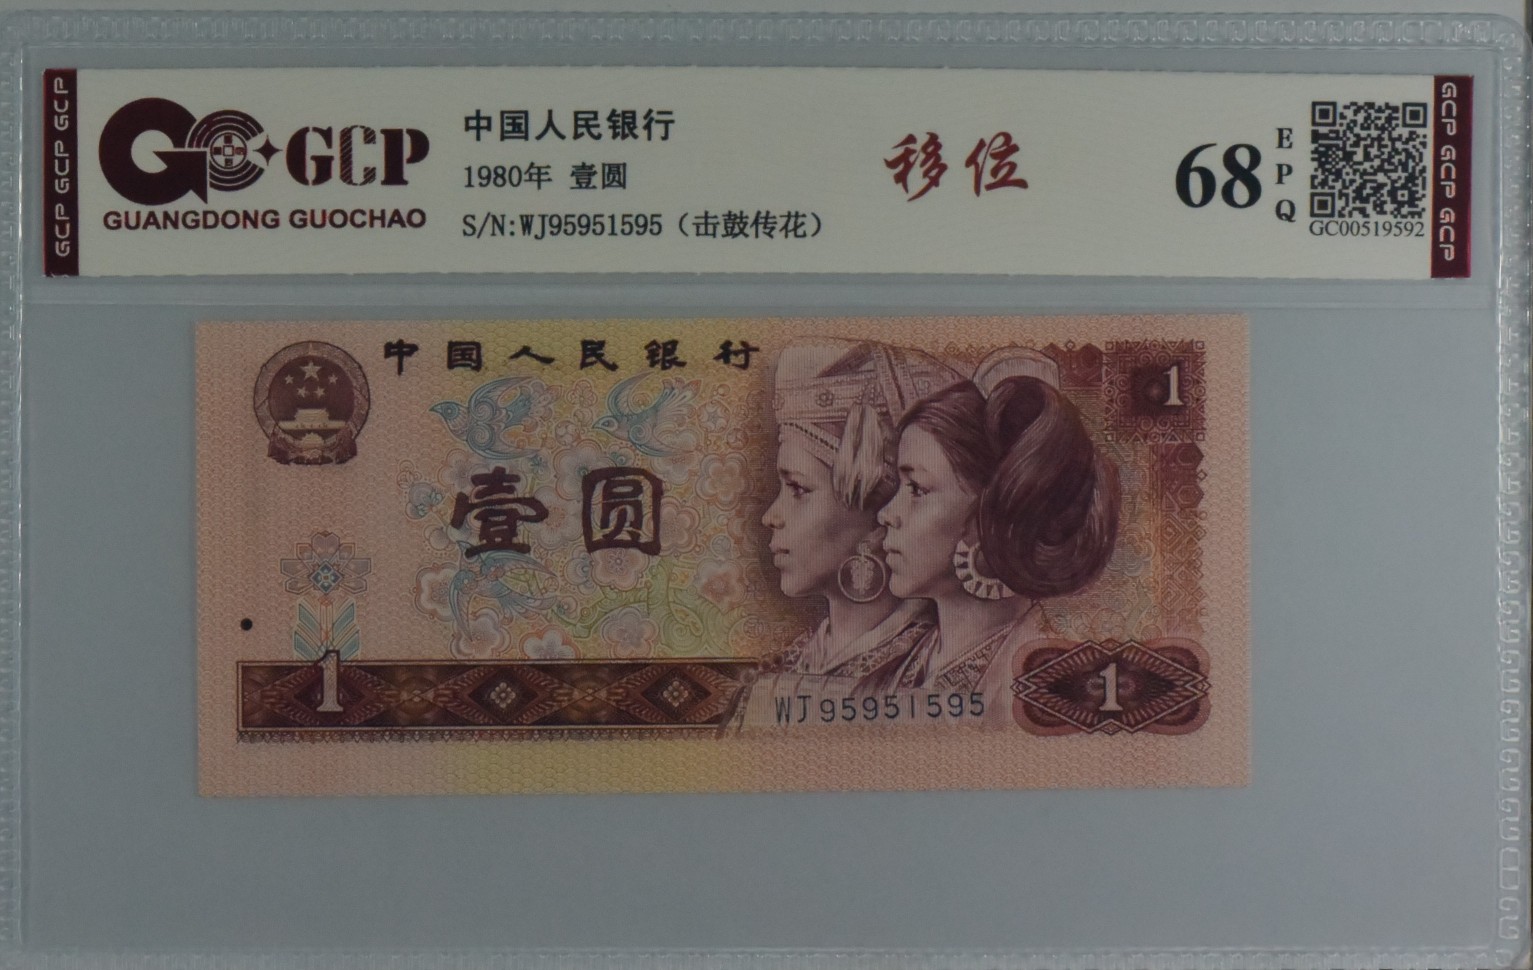 GCP GCP GCP
GCP
GUANGDONG GUOCHAO
中国人民银行
1980年 壹圆
S/N:WJ95951595（击鼓传花）
移位
68
EPQ
GC00519592
GCP GCP GCP
中国人民银行
1
壹圆
1
WJ95951595
1